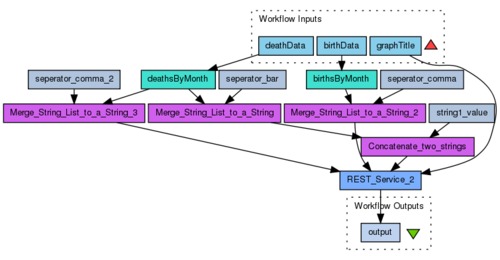 Workflow Inputs
deathData
birthData
graphTitle
seperator_comma_2
deathsByMonth
seperator_bar
birthsByMonth
seperator_comma
Merge_String_List_to_a_String_3
Merge_String_List_to_a_String
Merge_String_List_to_a_String_2
string1_value
Concatenate_two_strings
REST_Service_2
Workflow Outputs
output